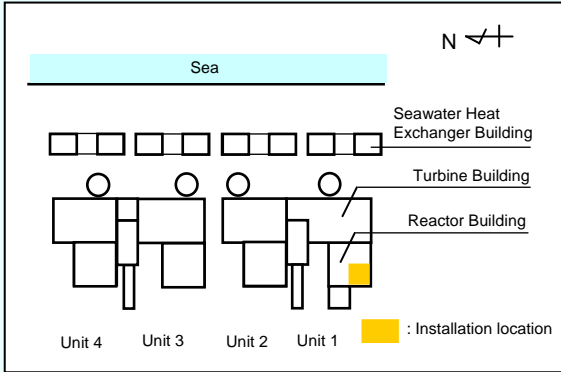 N
Sea
Seawater Heat
Exchanger Building
Turbine Building
Reactor Building
Unit 4
Unit 3
Unit 2
Unit 1
: Installation location